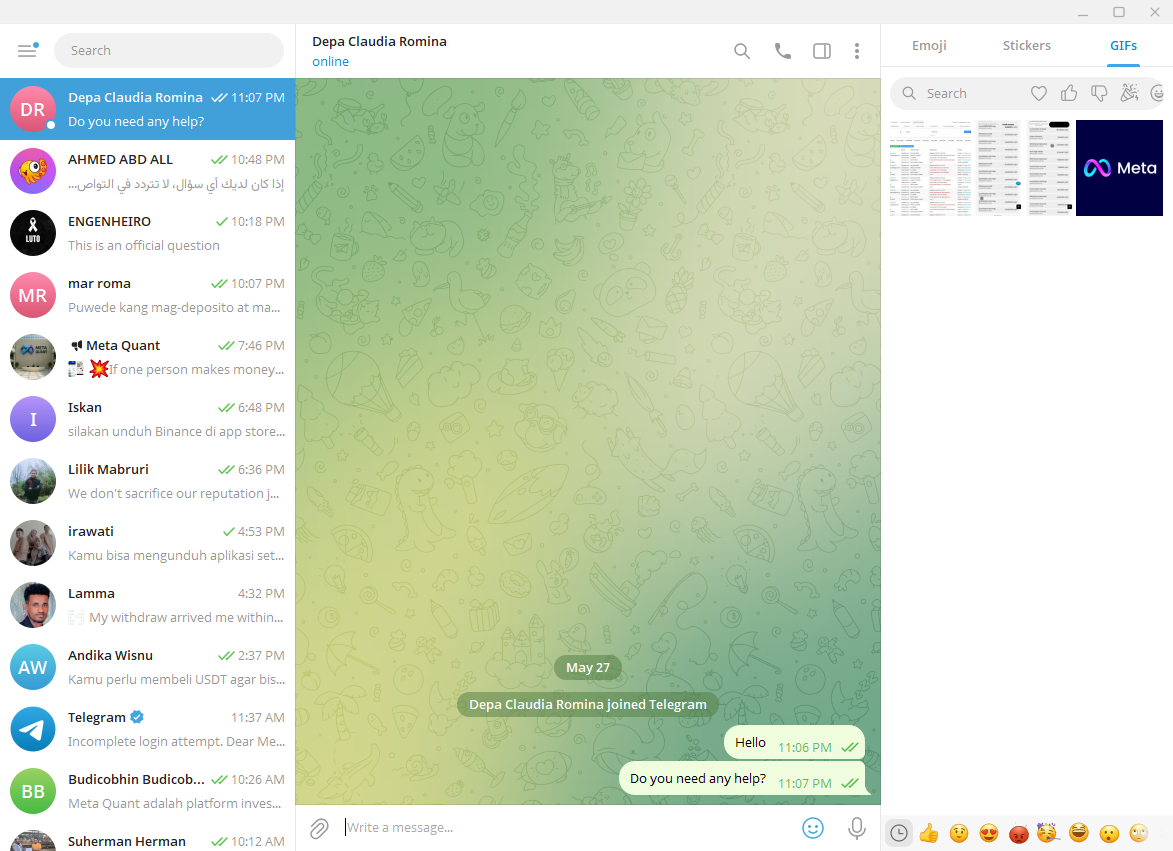 Search
Depa Claudia Romina 11:07 PM
Do you need any help?
AHMED ABD ALL 10:48 PM
إذا كان لديك أي سؤال، لا تتردد في التواص...
ENGENHEIRO 10:18 PM
LUTO
This is an official question
MR
mar roma 10:07 PM
Puwede kang mag-deposito at ma...
Meta Quant 7:46 PM
If one person makes money...
I
Iskan 6:48 PM
silakan unduh Binance di app store...
Lilik Mabruri 6:36 PM
We don't sacrifice our reputation j...
irawati 4:53 PM
Kamu bisa mengunduh aplikasi set...
Lamma 4:32 PM
My withdraw arrived me within...
AW
Andika Wisnu 2:37 PM
Kamu perlu membeli USDT agar bis...
Telegram 11:37 AM
Incomplete login attempt. Dear Me...
BB
Budicobhin Budicob... 10:26 AM
Meta Quant adalah platform inves...
Suherman Herman 10:12 AM
DR
Depa Claudia Romina
online
May 27
Depa Claudia Romina joined Telegram
Hello 11:06 PM
Do you need any help? 11:07 PM
Write a message...
Emoji Stickers GIFs
Search
Meta